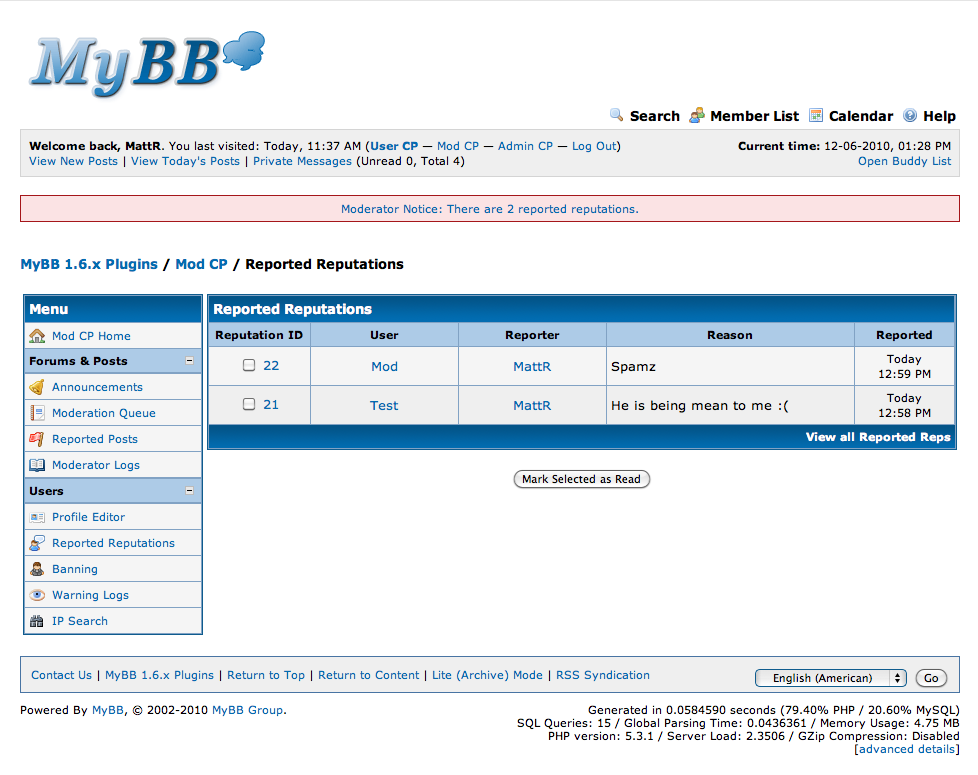 MyBB
Search Member List Calendar Help
Welcome back, MattR. You last visited: Today, 11:37 AM (User CP — Mod CP — Admin CP — Log Out)
Current time: 12-06-2010, 01:28 PM
View New Posts | View Today's Posts | Private Messages (Unread 0, Total 4)
Open Buddy List
Moderator Notice: There are 2 reported reputations.
MyBB 1.6.x Plugins / Mod CP / Reported Reputations
Menu
Mod CP Home
Forums & Posts
Announcements
Moderation Queue
Reported Posts
Moderator Logs
Users
Profile Editor
Reported Reputations
Banning
Warning Logs
IP Search
Reported Reputations
Reputation ID User Reporter Reason Reported
22 Mod MattR Spamz Today
12:59 PM
21 Test MattR He is being mean to me :( Today
12:58 PM
View all Reported Reps
Mark Selected as Read
Contact Us | MyBB 1.6.x Plugins | Return to Top | Return to Content | Lite (Archive) Mode | RSS Syndication
English (American) Go
Powered By MyBB, © 2002-2010 MyBB Group.
Generated in 0.0584590 seconds (79.40% PHP / 20.60% MySQL)
SQL Queries: 15 / Global Parsing Time: 0.0436361 / Memory Usage: 4.75 MB
PHP version: 5.3.1 / Server Load: 2.3506 / GZip Compression: Disabled
[advanced details]